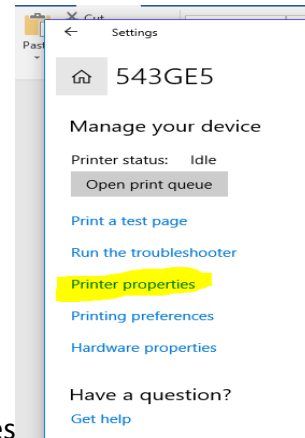 Cut
Past
Settings
543GE5
Manage your device
Printer status: Idle
Open print queue
Print a test page
Run the troubleshooter
Printer properties
Printing preferences
Hardware properties
Have a question?
es
Get help